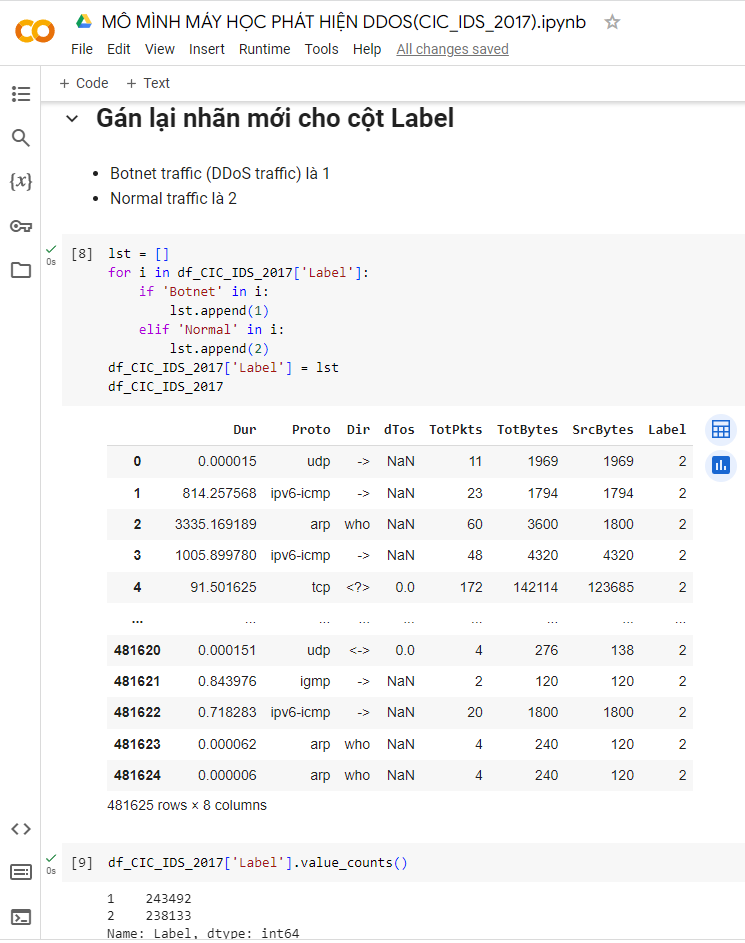 MÔ MÌNH MÁY HỌC PHÁT HIỆN DDOS(CIC_IDS_2017).ipynb
File Edit View Insert Runtime Tools Help All changes saved
+ Code + Text
Gán lại nhãn mới cho cột Label
• Botnet traffic (DDoS traffic) là 1
• Normal traffic là 2
0s
[8] lst = []
for i in df_CIC_IDS_2017['Label']:
    if 'Botnet' in i:
        lst.append(1)
    elif 'Normal' in i:
        lst.append(2)
df_CIC_IDS_2017['Label'] = lst
df_CIC_IDS_2017
Dur Proto Dir dTos TotPkts TotBytes SrcBytes Label
0 0.000015 udp -> NaN 11 1969 1969 2
1 814.257568 ipv6-icmp -> NaN 23 1794 1794 2
2 3335.169189 arp who NaN 60 3600 1800 2
3 1005.899780 ipv6-icmp -> NaN 48 4320 4320 2
4 91.501625 tcp <?> 0.0 172 142114 123685 2
... ... ... ... ... ... ... ... ...
481620 0.000151 udp <-> 0.0 4 276 138 2
481621 0.843976 igmp -> NaN 2 120 120 2
481622 0.718283 ipv6-icmp -> NaN 20 1800 1800 2
481623 0.000062 arp who NaN 4 240 120 2
481624 0.000006 arp who NaN 4 240 120 2
481625 rows × 8 columns
0s
[9] df_CIC_IDS_2017['Label'].value_counts()
1    243492
2    238133
Name: Label, dtype: int64